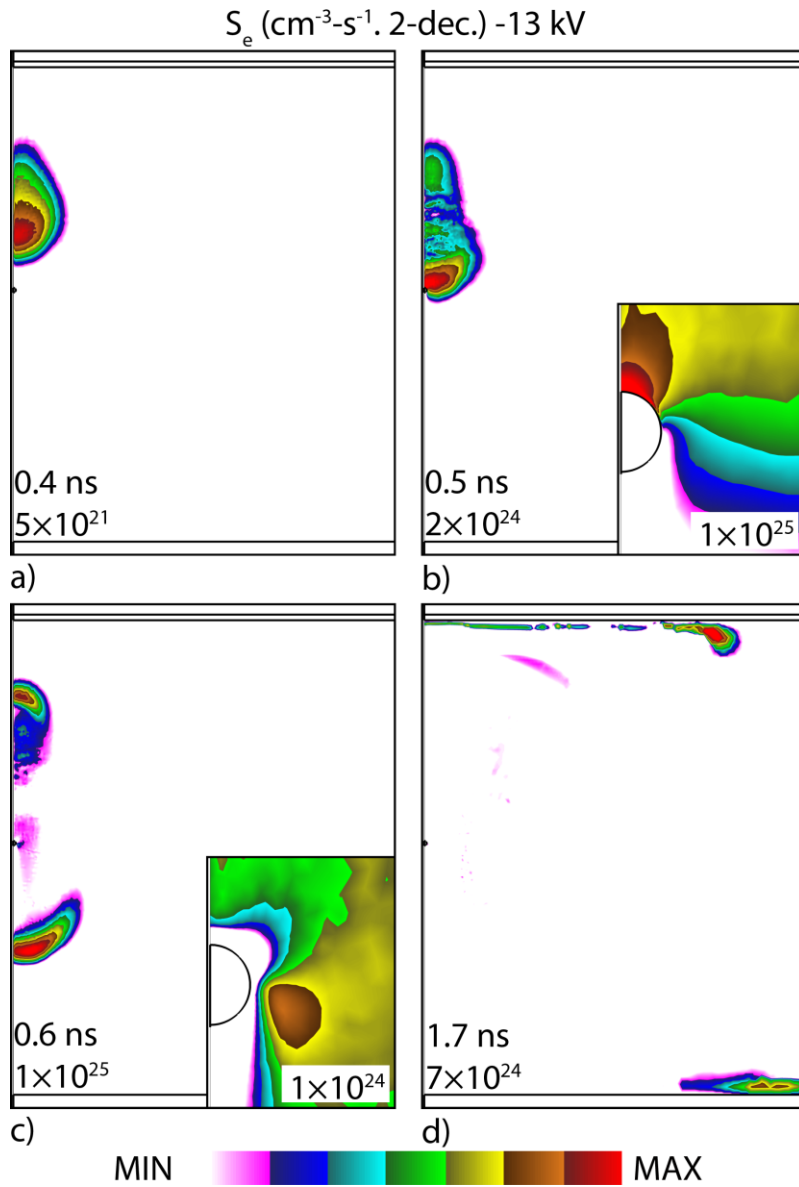 Sₑ (cm⁻³-s⁻¹. 2-dec.) -13 kV
0.4 ns
5×10²¹
a)
0.5 ns
2×10²⁴
1×10²⁵
b)
0.6 ns
1×10²⁵
1×10²⁴
c)
1.7 ns
7×10²⁴
d)
MIN MAX